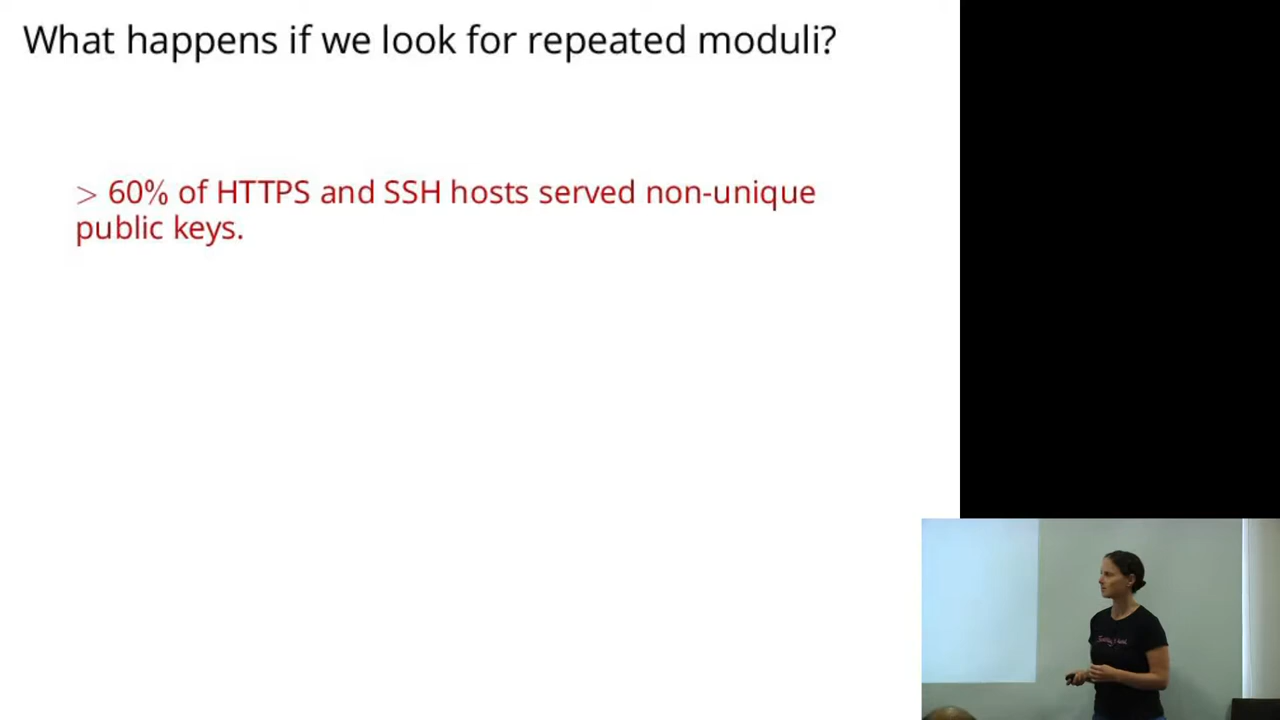 What happens if we look for repeated moduli?
> 60% of HTTPS and SSH hosts served non-unique
public keys.